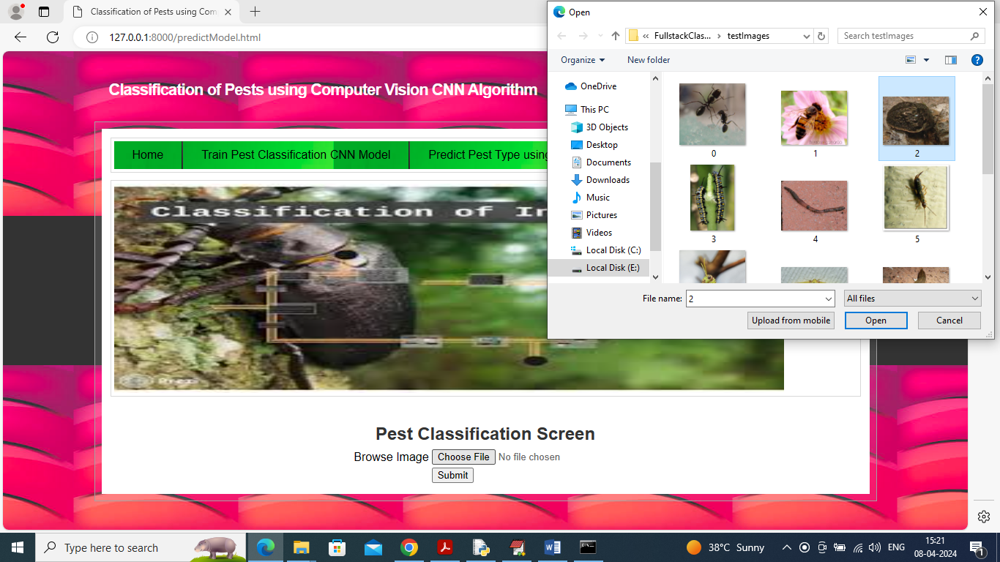 Classification of Pests using Com
127.0.0.1:8000/predictModel.html
Classification of Pests using Computer Vision CNN Algorithm
Home
Train Pest Classification CNN Model
Predict Pest Type using
Classification of In
Pest Classification Screen
Browse Image Choose File No file chosen
Submit
Open
« FullstackClas... › testImages
Search testImages
Organize
New folder
OneDrive
This PC
3D Objects
Desktop
Documents
Downloads
Music
Pictures
Videos
Local Disk (C:)
Local Disk (E:)
0
1
2
3
4
5
File name: 2
All files
Upload from mobile
Open
Cancel
Type here to search
38°C Sunny
ENG
15:21
08-04-2024
1